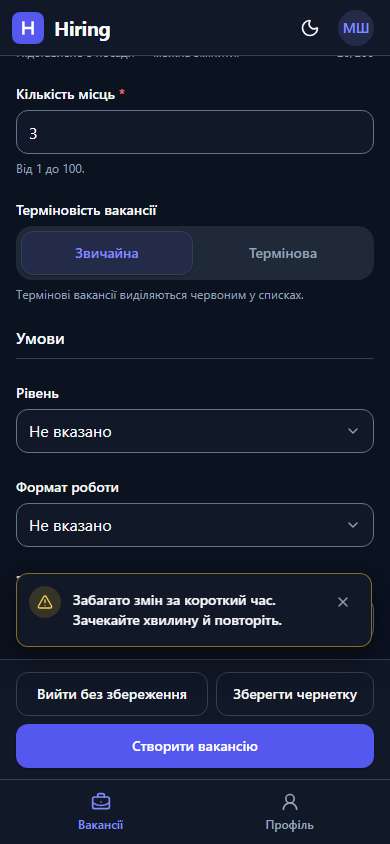 H Hiring МШ
Кількість місць *
3
Від 1 до 100.
Терміновість вакансії
Звичайна Термінова
Термінові вакансії виділяються червоним у списках.
Умови
Рівень
Не вказано
Формат роботи
Не вказано
Забагато змін за короткий час.
Зачекайте хвилину й повторіть.
Вийти без збереження Зберегти чернетку
Створити вакансію
Вакансії Профіль